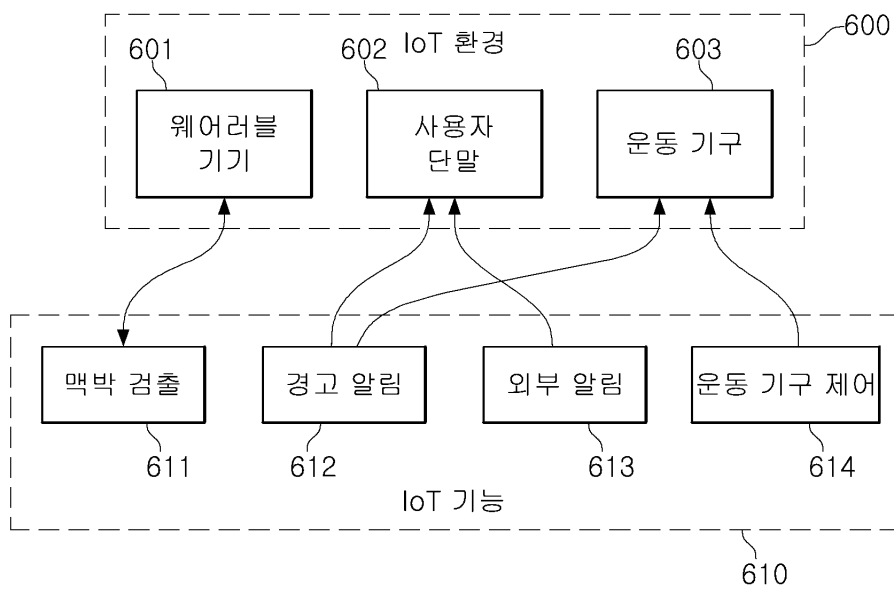 IoT 환경
600
601
602
603
웨어러블
기기
사용자
단말
운동 기구
맥박 검출
경고 알림
외부 알림
운동 기구 제어
611
612
613
614
IoT 기능
610